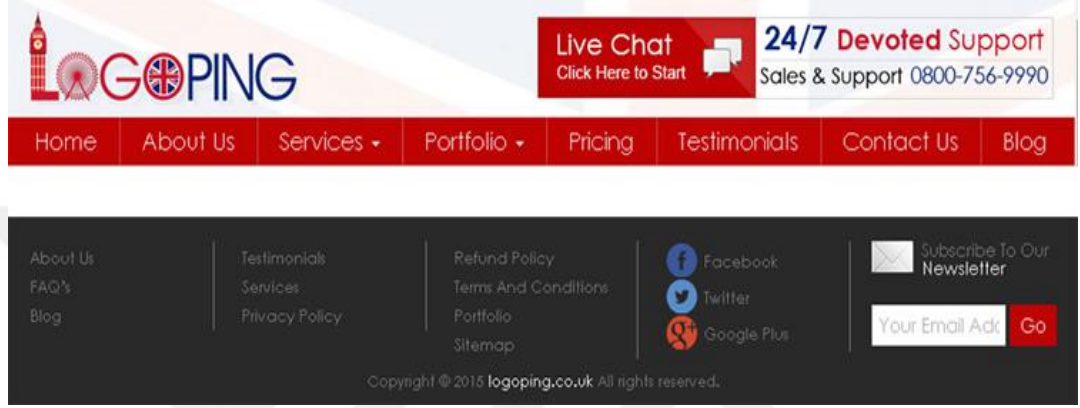 LOGOPING
Live Chat
Click Here to Start
24/7 Devoted Support
Sales & Support 0800-756-9990
Home About Us Services Portfolio Pricing Testimonials Contact Us Blog
About Us
FAQ's
Blog
Testimonials
Services
Privacy Policy
Refund Policy
Terms And Conditions
Portfolio
Sitemap
Facebook
Twitter
Google Plus
Subscribe To Our
Newsletter
Your Email Adc Go
Copyright © 2015 logoping.co.uk All rights reserved.